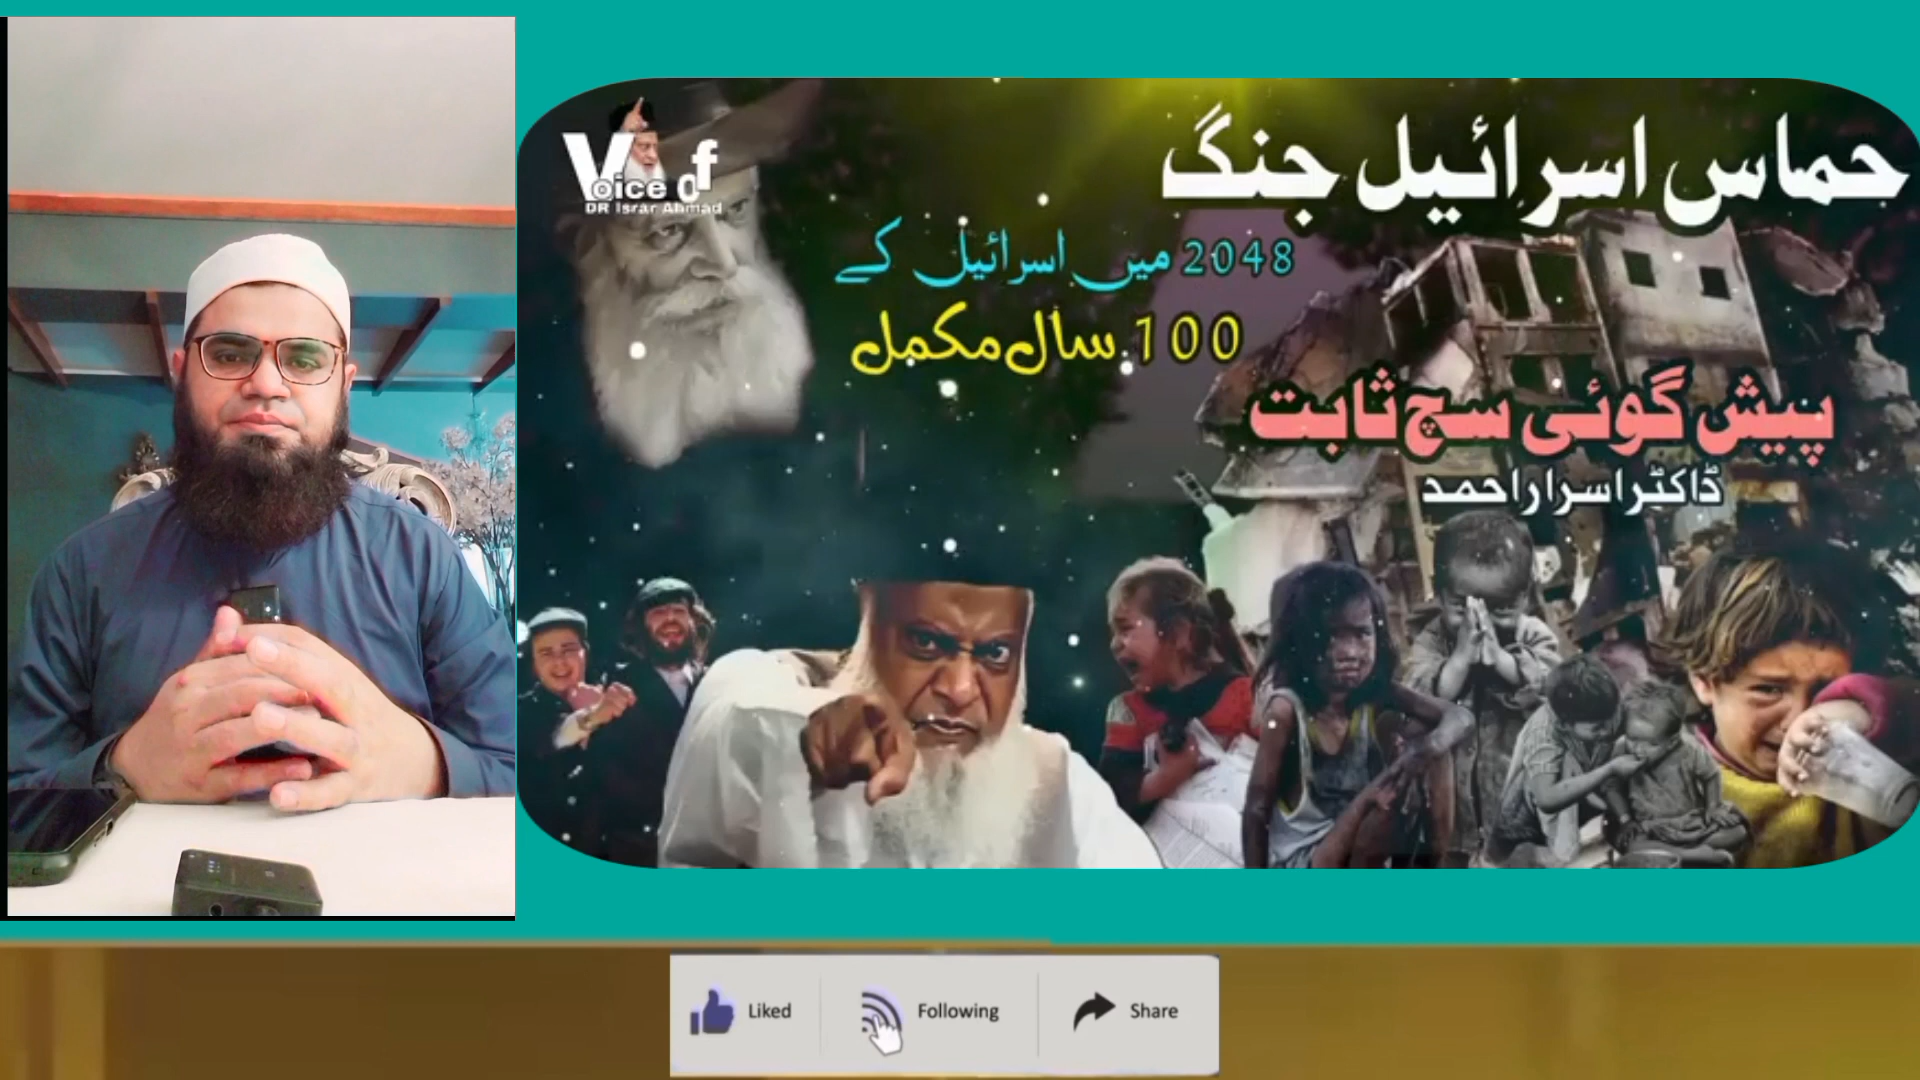 Voice of
DR Israr Ahmad
حماس اسرائیل جنگ
2048 میں اسرائیل کے
100 سال مکمل
پیش گوئی سچ ثابت
ڈاکٹر اسرار احمد
Liked
Following
Share